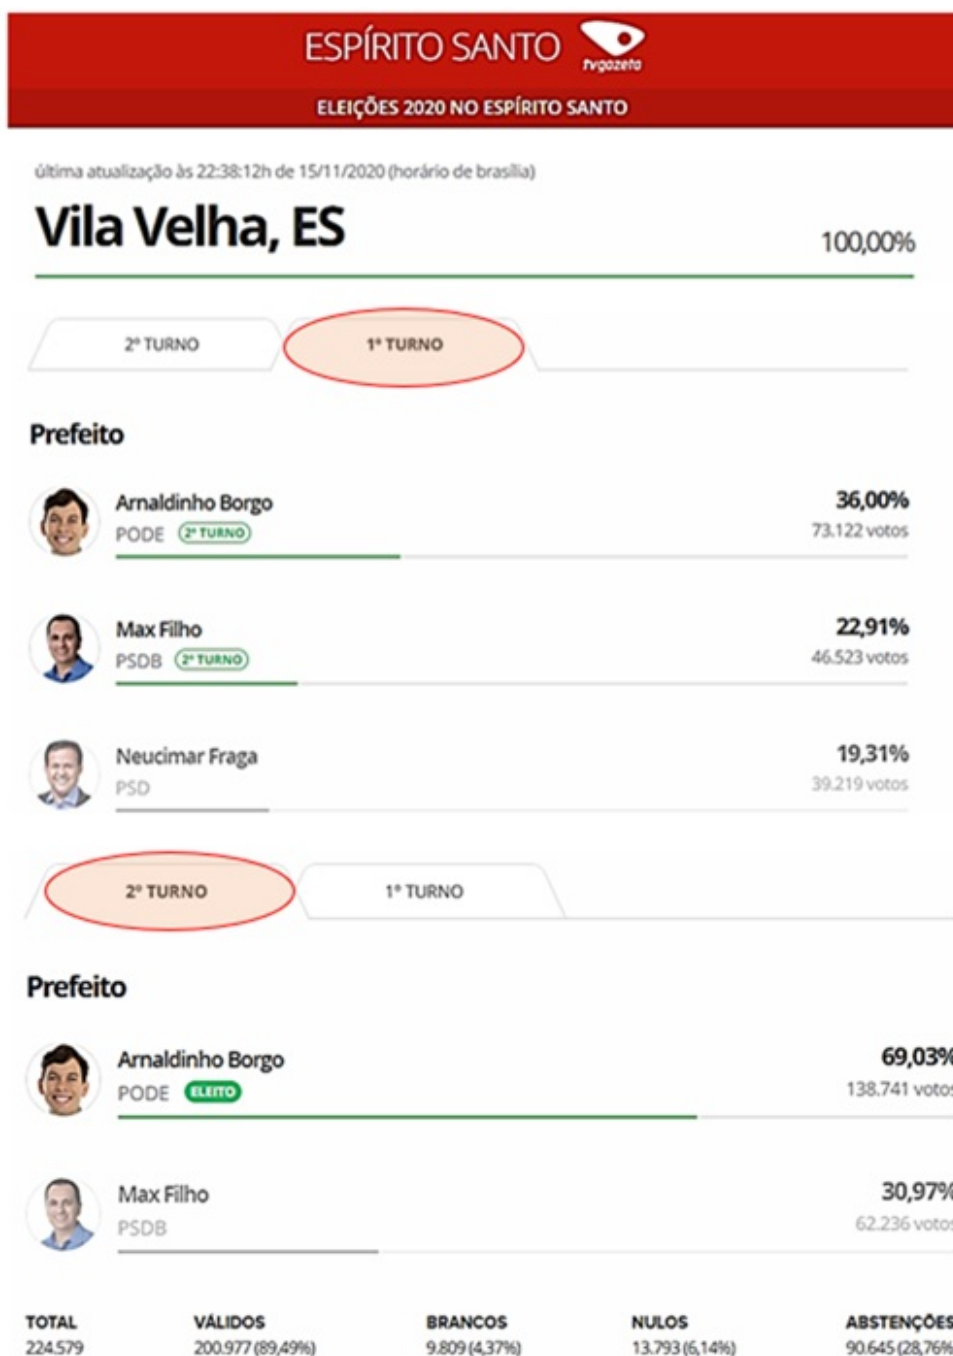 ESPÍRITO SANTO tvgazeta
ELEIÇÕES 2020 NO ESPÍRITO SANTO
última atualização às 22:38:12h de 15/11/2020 (horário de brasília)
Vila Velha, ES 100,00%
2º TURNO 1º TURNO
Prefeito
Arnaldinho Borgo 36,00%
PODE 2º TURNO 73.122 votos
Max Filho 22,91%
PSDB 2º TURNO 46.523 votos
Neucimar Fraga 19,31%
PSD 39.219 votos
2º TURNO 1º TURNO
Prefeito
Arnaldinho Borgo 69,03%
PODE ELEITO 138.741 votos
Max Filho 30,97%
PSDB 62.236 votos
TOTAL VÁLIDOS BRANCOS NULOS ABSTENÇÕES
224.579 200.977 (89,49%) 9.809 (4,37%) 13.793 (6,14%) 90.645 (28,76%